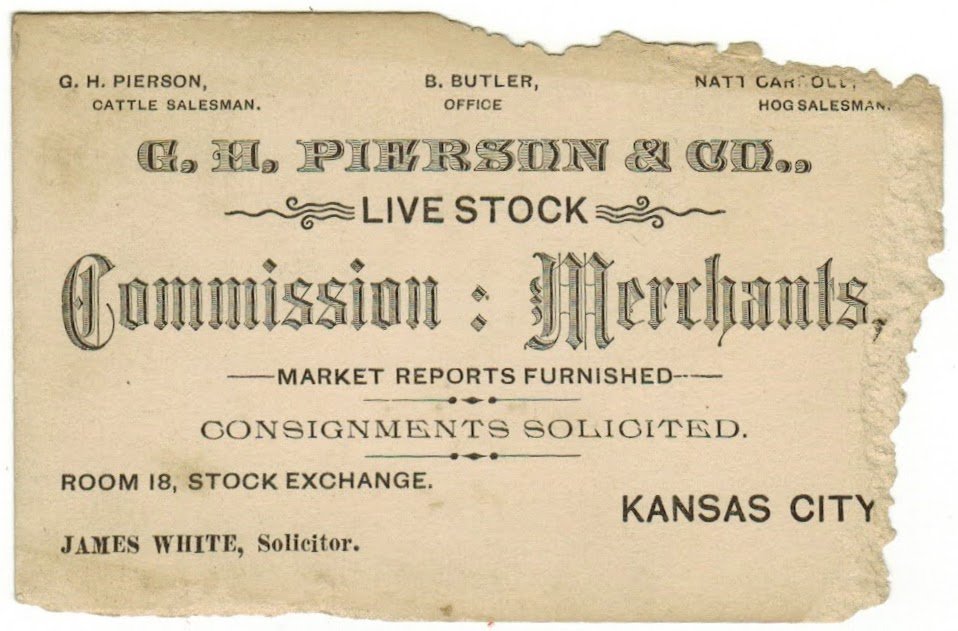 G. H. PIERSON, B. BUTLER, NATT
CATTLE SALESMAN. OFFICE HOG SALESMAN.
G. H. PIERSON & CO.,
LIVE STOCK
Commission : Merchants,
MARKET REPORTS FURNISHED
CONSIGNMENTS SOLICITED.
ROOM 18, STOCK EXCHANGE.
KANSAS CITY
JAMES WHITE, Solicitor.